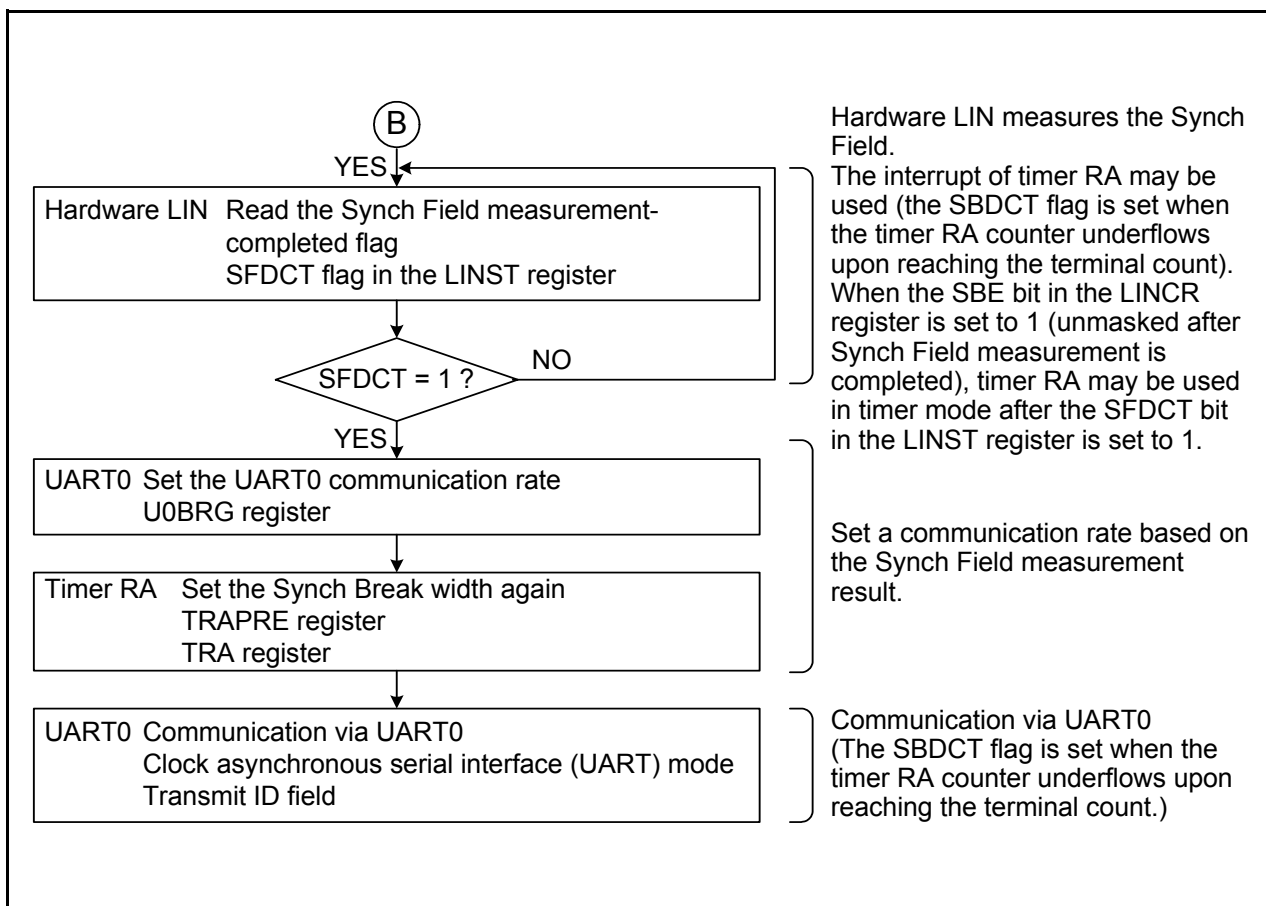 B
YES
Hardware LIN Read the Synch Field measurement-
completed flag
SFDCT flag in the LINST register
SFDCT = 1 ?
NO
YES
UART0 Set the UART0 communication rate
U0BRG register
Timer RA Set the Synch Break width again
TRAPRE register
TRA register
UART0 Communication via UART0
Clock asynchronous serial interface (UART) mode
Transmit ID field
Hardware LIN measures the Synch
Field.
The interrupt of timer RA may be
used (the SBDCT flag is set when
the timer RA counter underflows
upon reaching the terminal count).
When the SBE bit in the LINCR
register is set to 1 (unmasked after
Synch Field measurement is
completed), timer RA may be used
in timer mode after the SFDCT bit
in the LINST register is set to 1.
Set a communication rate based on
the Synch Field measurement
result.
Communication via UART0
(The SBDCT flag is set when the
timer RA counter underflows upon
reaching the terminal count.)